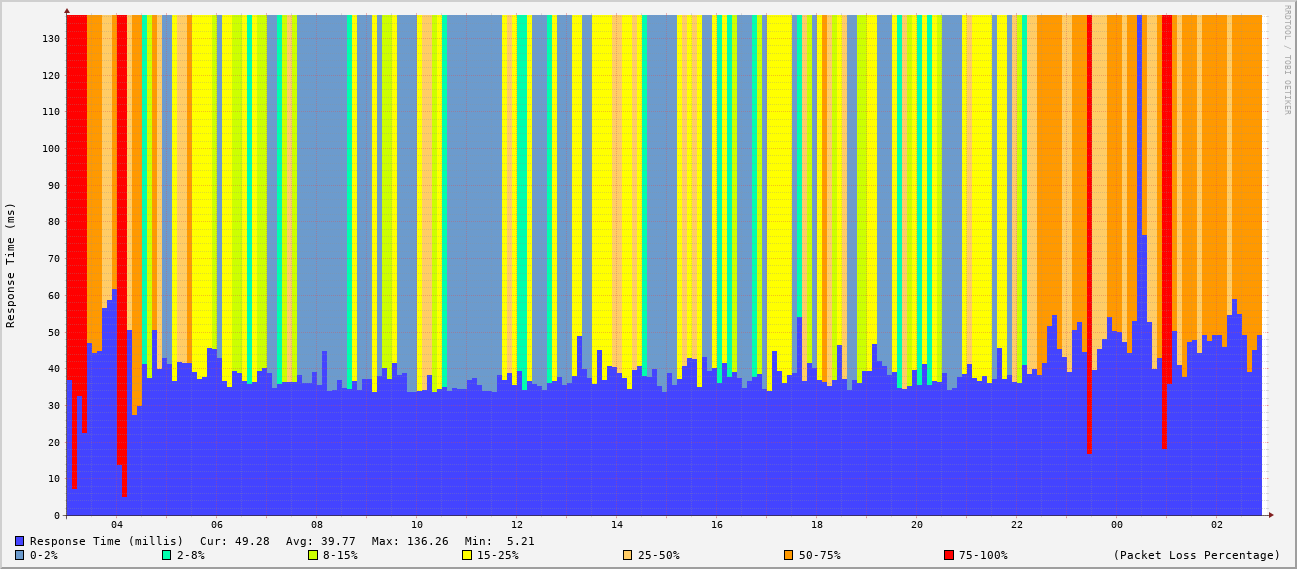 RRDTOOL / TOBI OETIKER
Response Time (ms)
130
120
110
100
90
80
70
60
50
40
30
20
10
0
04 06 08 10 12 14 16 18 20 22 00 02
Response Time (millis) Cur: 49.28 Avg: 39.77 Max: 136.26 Min: 5.21
0-2% 2-8% 8-15% 15-25% 25-50% 50-75% 75-100% (Packet Loss Percentage)